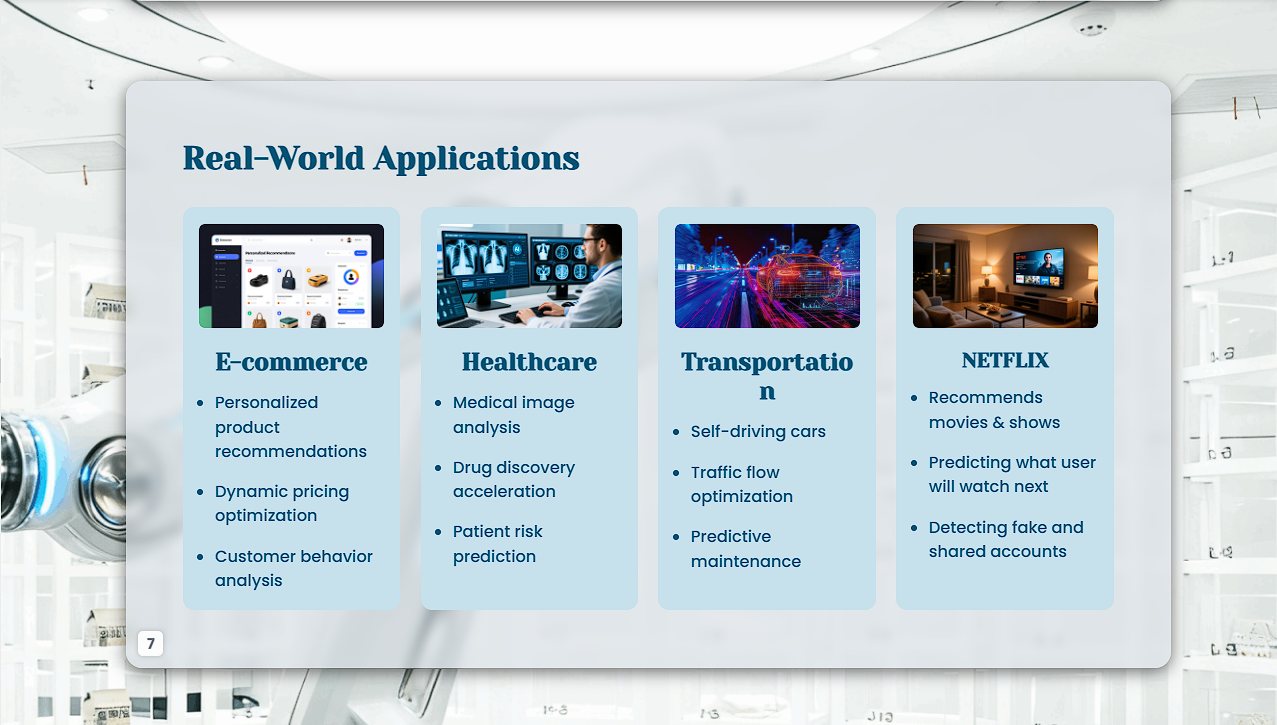 Real-World Applications
Personalized Recommendations
E-commerce
Personalized
product
recommendations
Dynamic pricing
optimization
Customer behavior
analysis
Healthcare
Medical image
analysis
Drug discovery
acceleration
Patient risk
prediction
Transportatio
n
Self-driving cars
Traffic flow
optimization
Predictive
maintenance
NETFLIX
Recommends
movies & shows
Predicting what user
will watch next
Detecting fake and
shared accounts
7